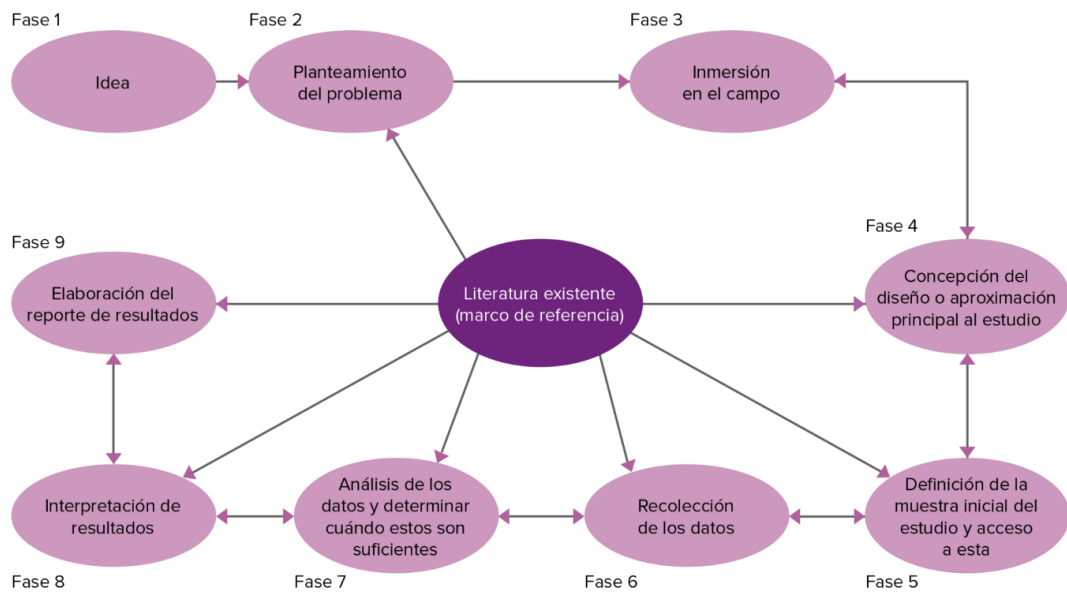 Fase 1
Idea
Fase 2
Planteamiento
del problema
Fase 3
Inmersión
en el campo
Fase 4
Concepción del
diseño o aproximación
principal al estudio
Fase 9
Elaboración del
reporte de resultados
Literatura existente
(marco de referencia)
Interpretación de
resultados
Fase 8
Análisis de los
datos y determinar
cuándo estos son
suficientes
Fase 7
Recolección
de los datos
Fase 6
Definición de la
muestra inicial del
estudio y acceso
a esta
Fase 5